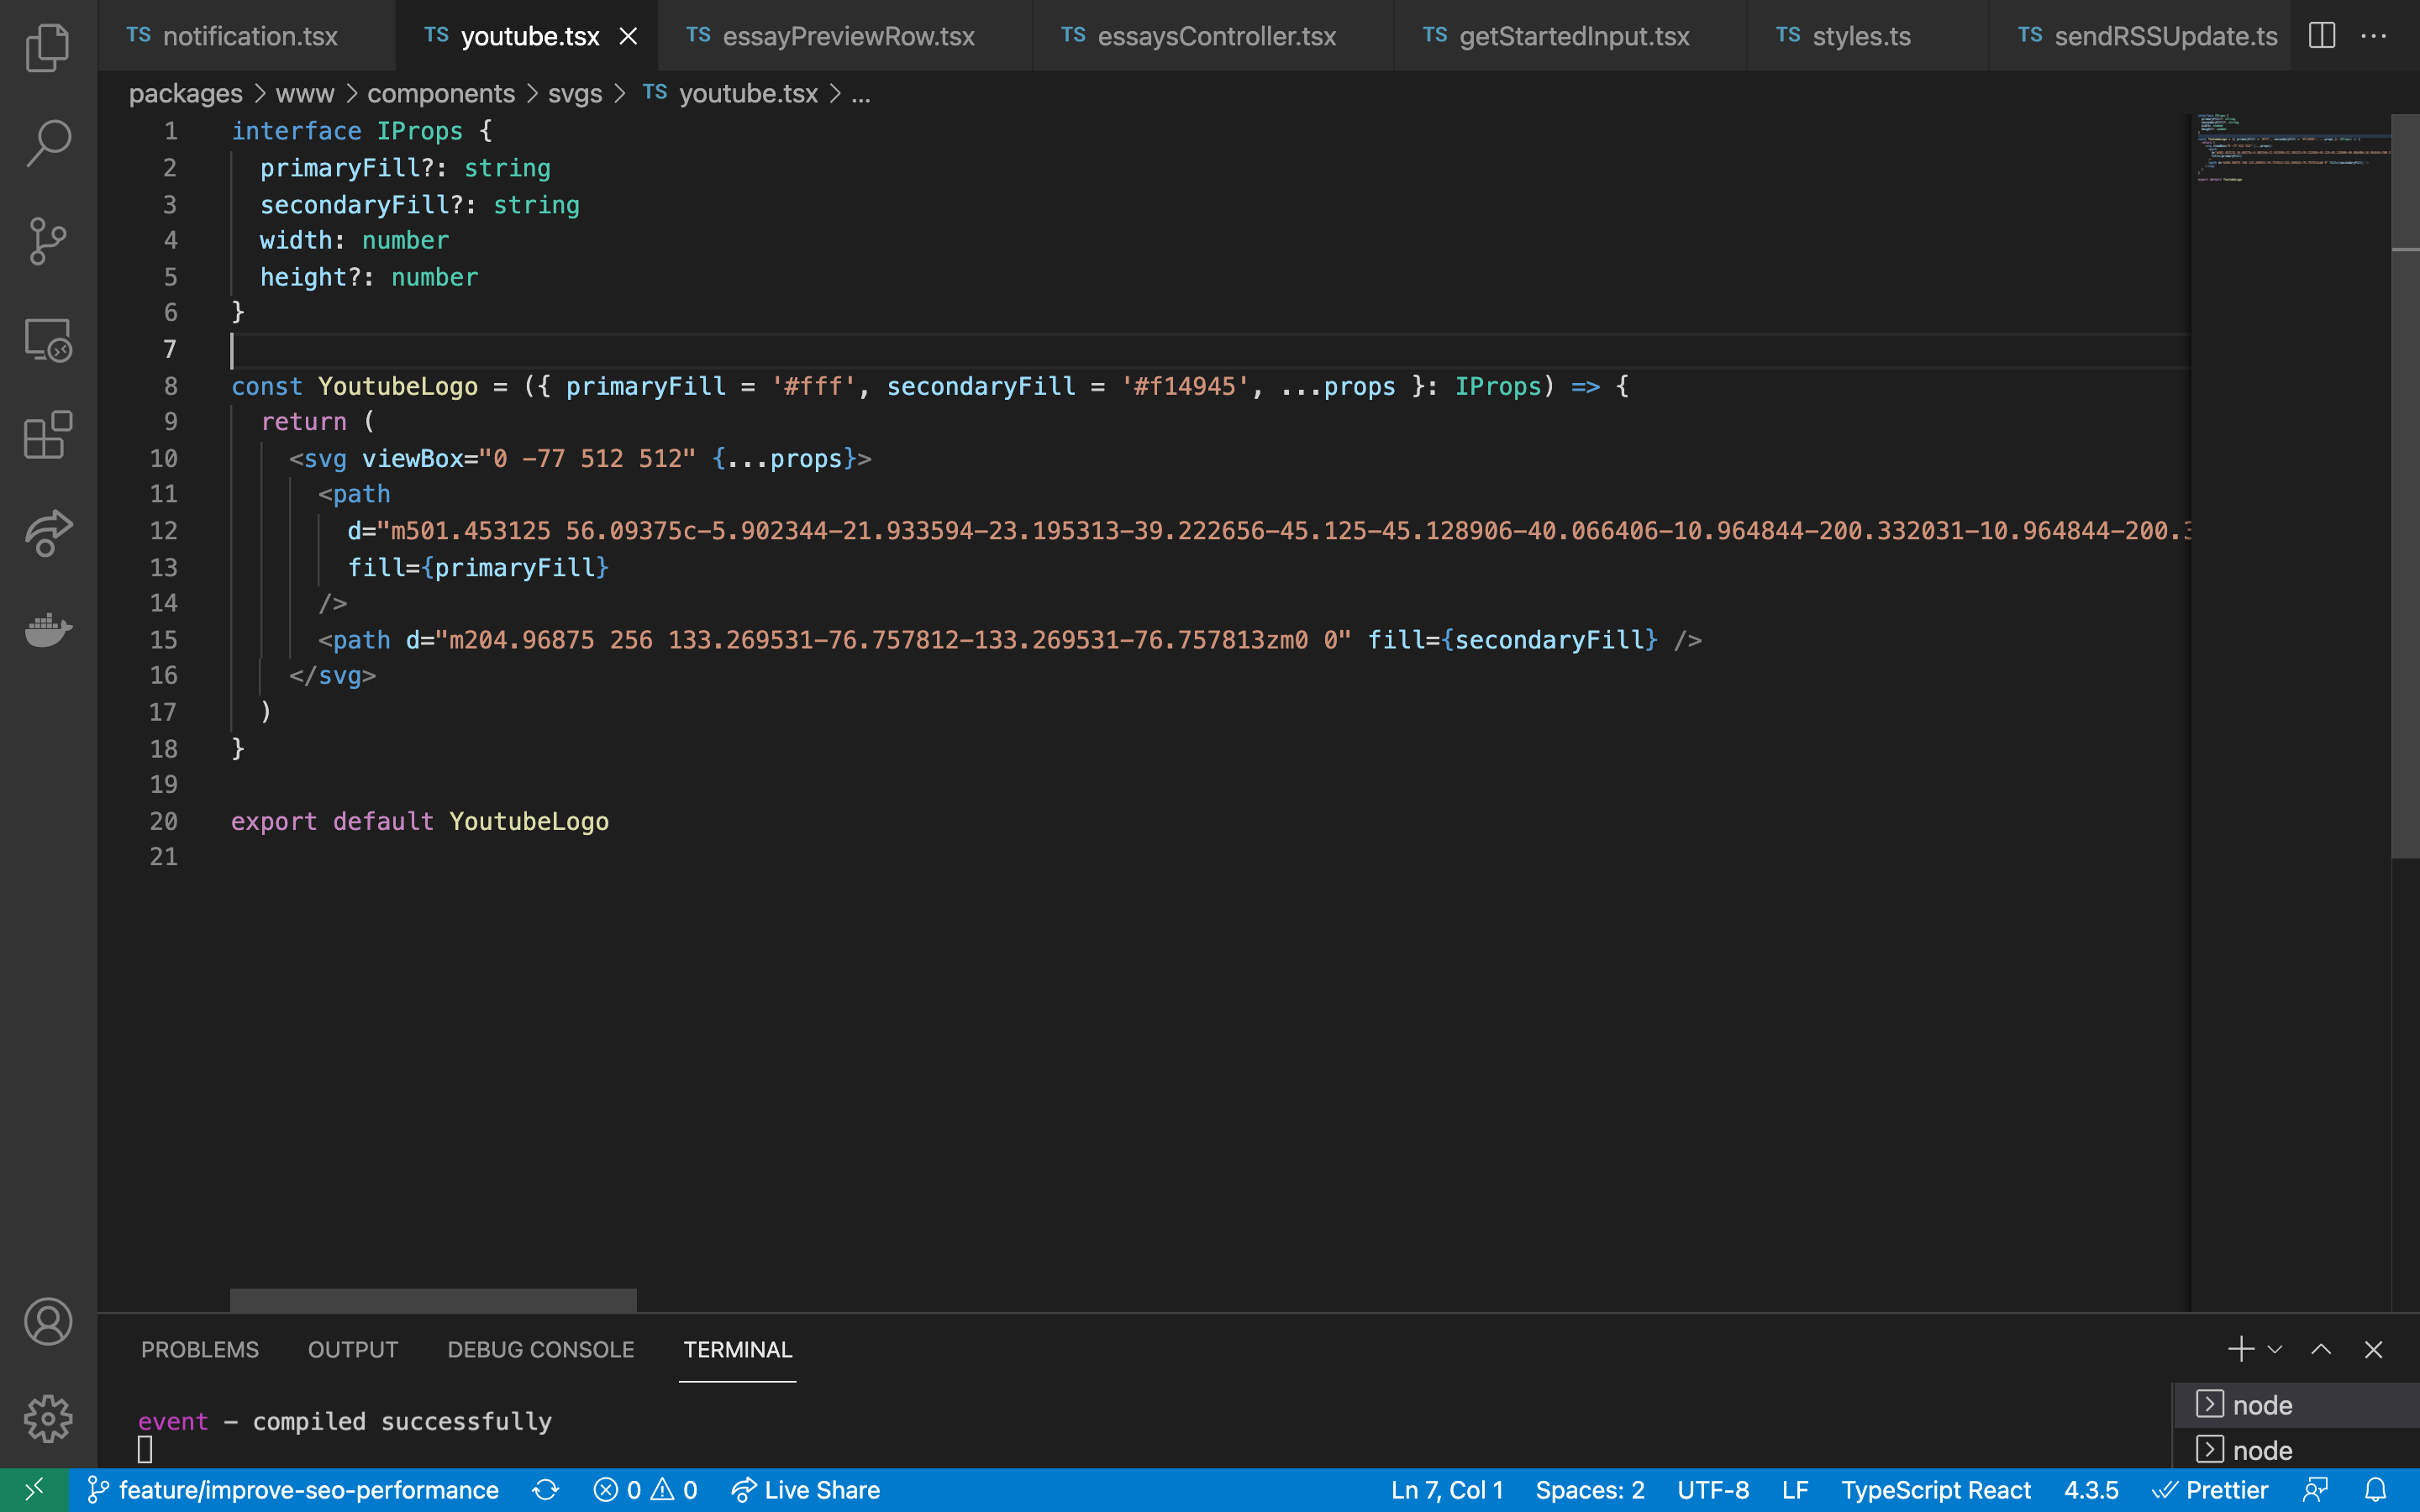 TS notification.tsx TS youtube.tsx TS essayPreviewRow.tsx TS essaysController.tsx TS getStartedInput.tsx TS styles.ts TS sendRSSUpdate.ts
packages > www > components > svgs > TS youtube.tsx > ...
1 interface IProps {
2 primaryFill?: string
3 secondaryFill?: string
4 width: number
5 height?: number
6 }
7
8 const YoutubeLogo = ({ primaryFill = '#fff', secondaryFill = '#f14945', ...props }: IProps) => {
9 return (
10 <svg viewBox="0 -77 512 512" {...props}>
11 <path
12 d="m501.453125 56.09375c-5.902344-21.933594-23.195313-39.222656-45.125-45.128906-40.066406-10.964844-200.332031-10.964844-200.3
13 fill={primaryFill}
14 />
15 <path d="m204.96875 256 133.269531-76.757812-133.269531-76.757813zm0 0" fill={secondaryFill} />
16 </svg>
17 )
18 }
19
20 export default YoutubeLogo
21
PROBLEMS OUTPUT DEBUG CONSOLE TERMINAL
event - compiled successfully
node
node
feature/improve-seo-performance 0 0 Live Share Ln 7, Col 1 Spaces: 2 UTF-8 LF TypeScript React 4.3.5 Prettier